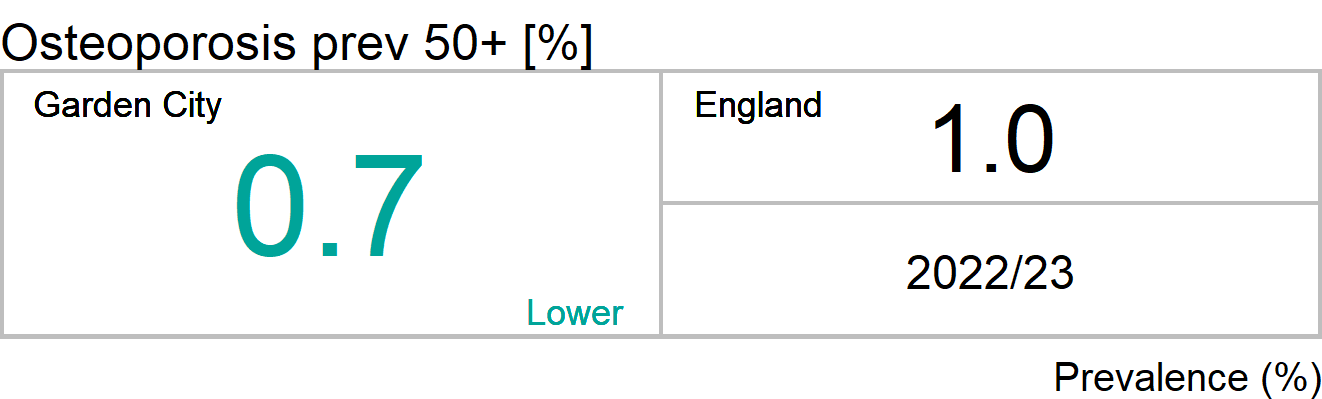 Osteoporosis prev 50+ [%]
Garden City
0.7
Lower
England
1.0
2022/23
Prevalence (%)